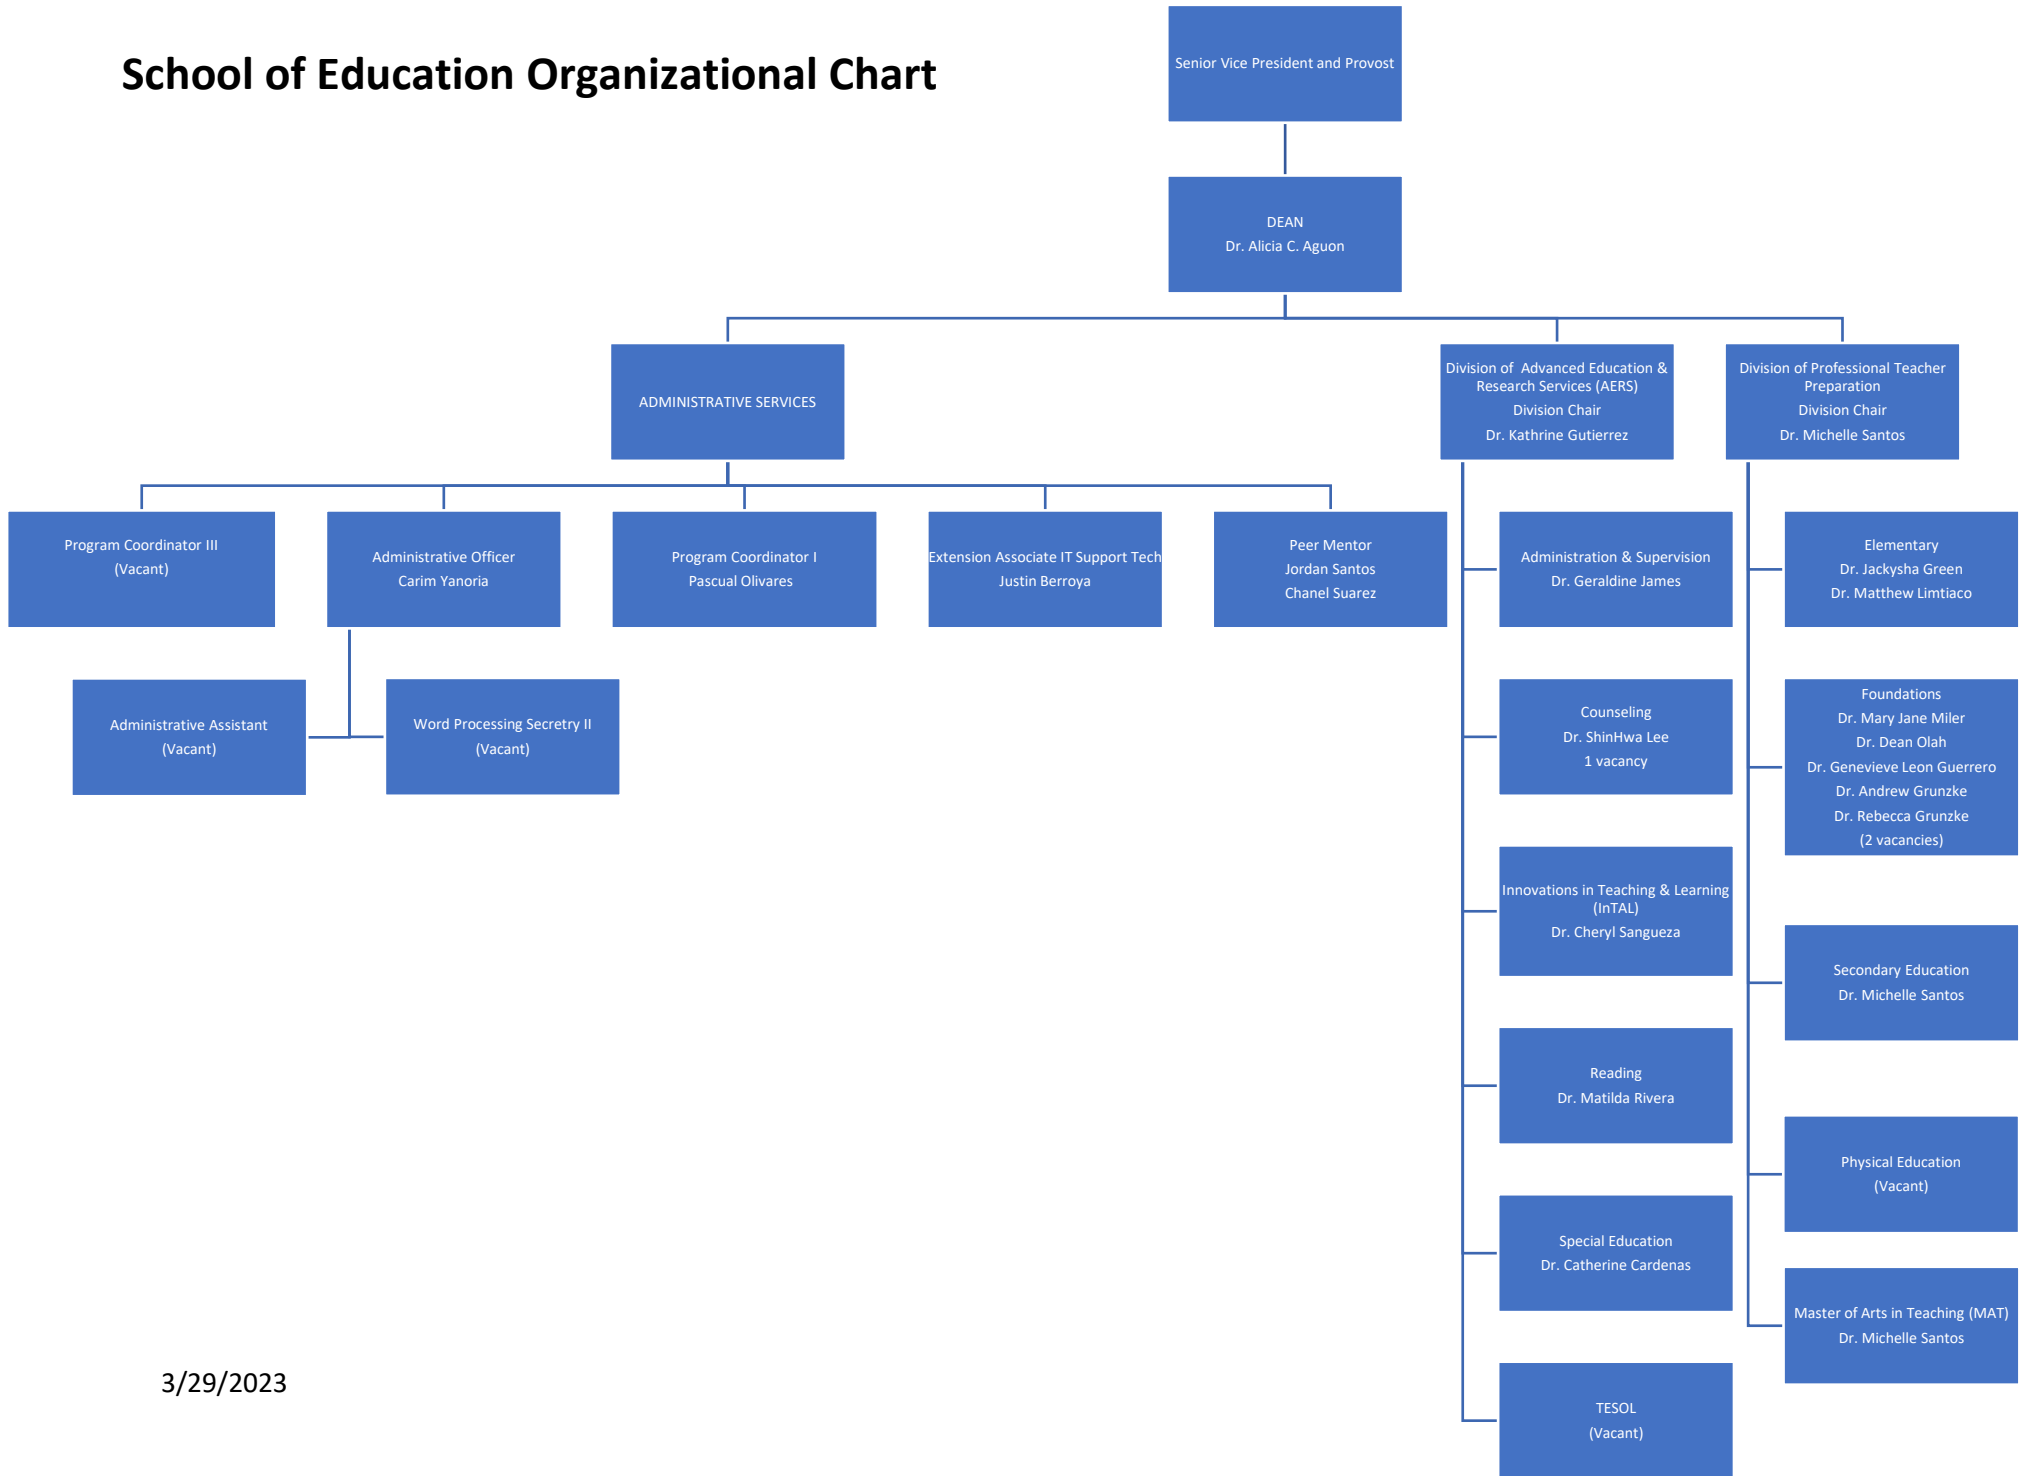 School of Education Organizational Chart
Senior Vice President and Provost
DEAN
Dr. Alicia C. Aguon
ADMINISTRATIVE SERVICES
Division of  Advanced Education &
Research Services (AERS)
Division Chair
Dr. Kathrine Gutierrez
Division of Professional Teacher
Preparation
Division Chair
Dr. Michelle Santos
Program Coordinator III
(Vacant)
Administrative Officer
Carim Yanoria
Program Coordinator I
Pascual Olivares
Extension Associate IT Support Tech
Justin Berroya
Peer Mentor
Jordan Santos
Chanel Suarez
Administrative Assistant
(Vacant)
Word Processing Secretry II
(Vacant)
Administration & Supervision
Dr. Geraldine James
Counseling
Dr. ShinHwa Lee
1 vacancy
Innovations in Teaching & Learning
(InTAL)
Dr. Cheryl Sangueza
Reading
Dr. Matilda Rivera
Special Education
Dr. Catherine Cardenas
TESOL
(Vacant)
Elementary
Dr. Jackysha Green
Dr. Matthew Limtiaco
Foundations
Dr. Mary Jane Miler
Dr. Dean Olah
Dr. Genevieve Leon Guerrero
Dr. Andrew Grunzke
Dr. Rebecca Grunzke
(2 vacancies)
Secondary Education
Dr. Michelle Santos
Physical Education
(Vacant)
Master of Arts in Teaching (MAT)
Dr. Michelle Santos
3/29/2023